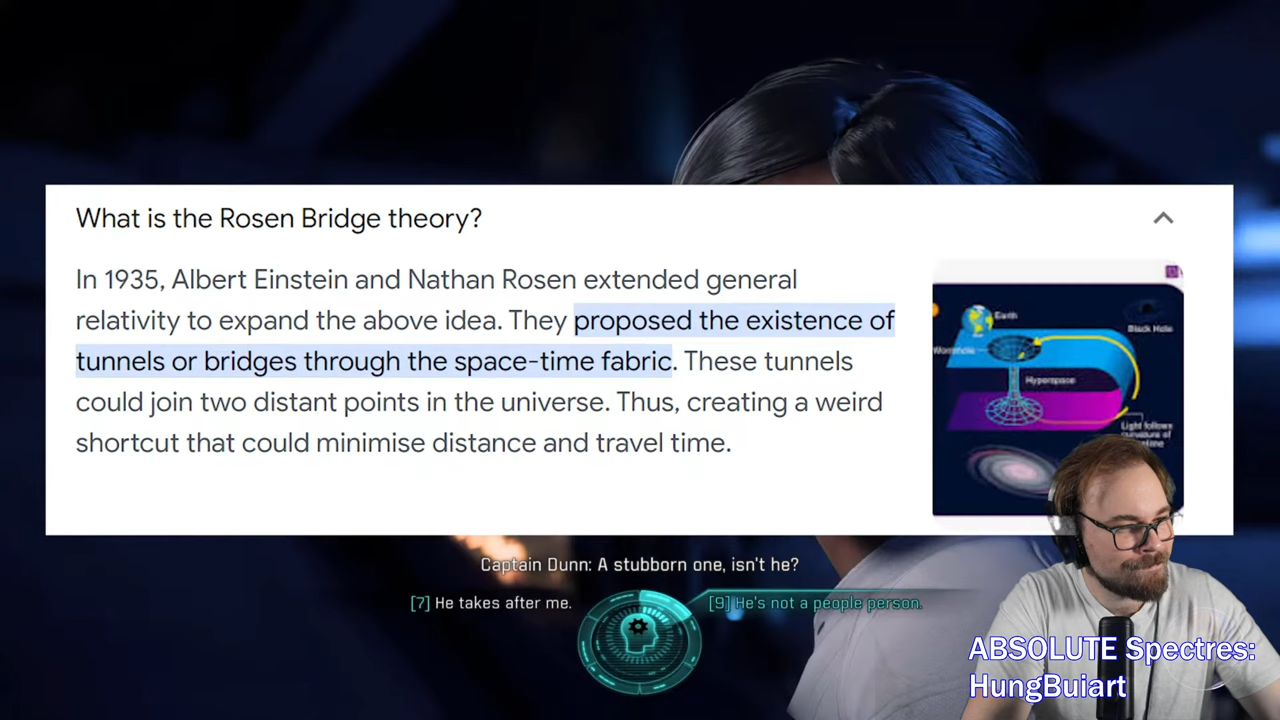 What is the Rosen Bridge theory?
In 1935, Albert Einstein and Nathan Rosen extended general
relativity to expand the above idea. They proposed the existence of
tunnels or bridges through the space-time fabric. These tunnels
could join two distant points in the universe. Thus, creating a weird
shortcut that could minimise distance and travel time.
Earth
Black Hole
Wormhole
Hyperspace
Light follows
curvature of
Captain Dunn: A stubborn one, isn't he?
[7] He takes after me.
[9] He's not a people person.
ABSOLUTE Spectres:
HungBuiart